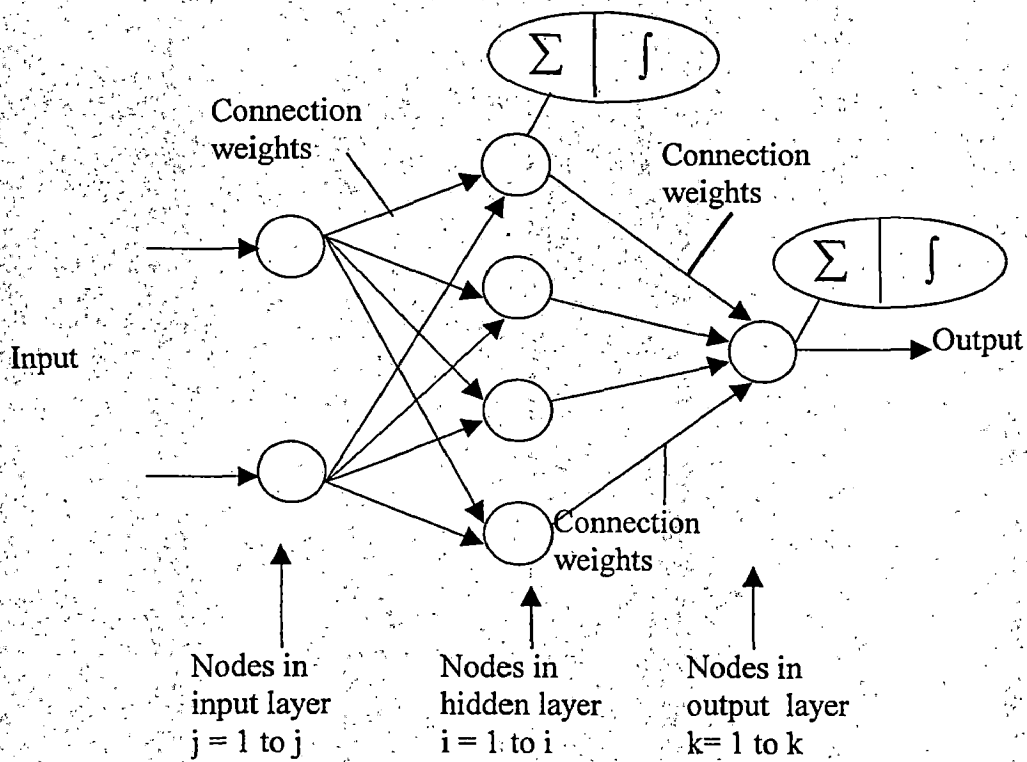 Σ ∫
Connection
weights
Connection
weights
Σ ∫
Input
Output
Connection
weights
Nodes in
input layer
j = 1 to j
Nodes in
hidden layer
i = 1 to i
Nodes in
output layer
k= 1 to k